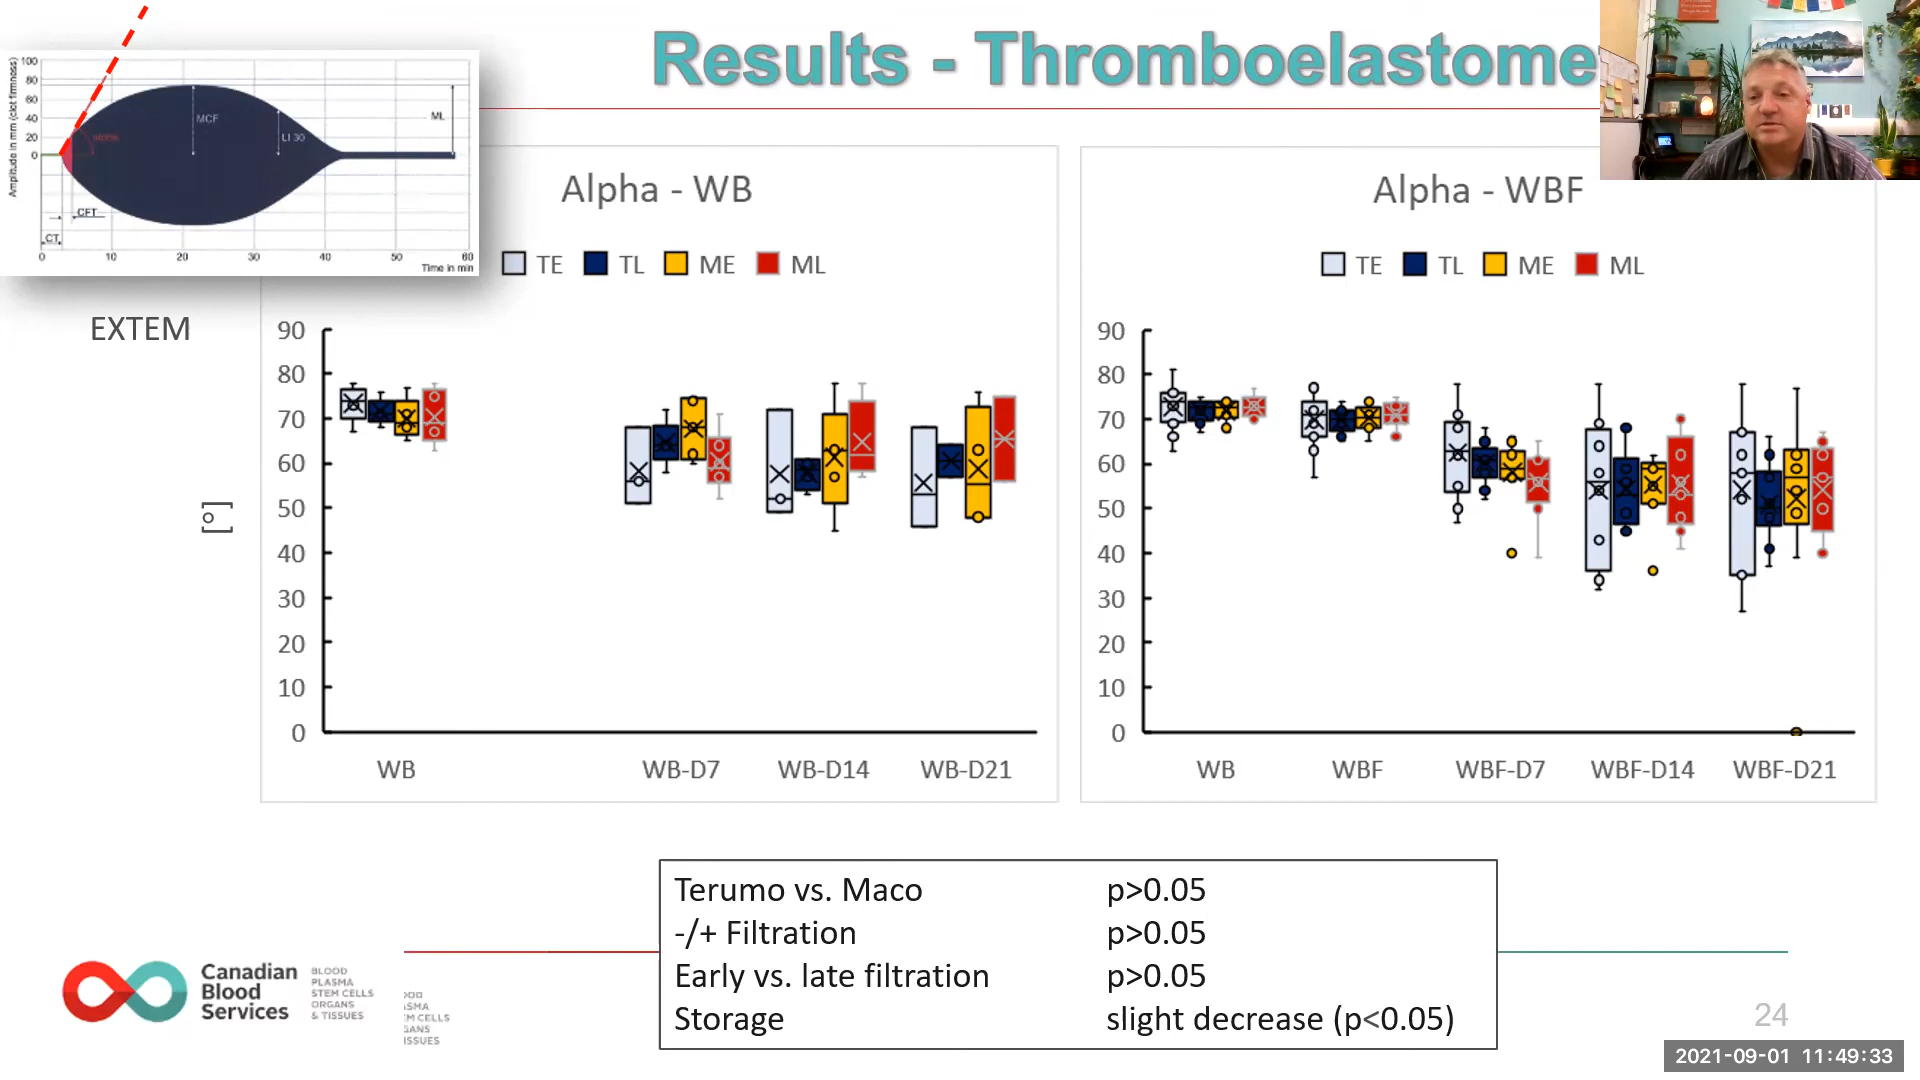 Results - Thromboelastome
Amplitude in mm (clot firmness)
100
80
60
40
20
0
MCF
LI 30
ML
CFT
CT
0 10 20 30 40 50 60
Time in min
EXTEM
[°]
Alpha - WB
TE TL ME ML
90
80
70
60
50
40
30
20
10
0
WB WB-D7 WB-D14 WB-D21
Alpha - WBF
TE TL ME ML
90
80
70
60
50
40
30
20
10
0
WB WBF WBF-D7 WBF-D14 WBF-D21
Terumo vs. Maco p>0.05
-/+ Filtration p>0.05
Early vs. late filtration p>0.05
Storage slight decrease (p<0.05)
Canadian
Blood
Services
BLOOD
PLASMA
STEM CELLS
ORGANS
& TISSUES
24
2021-09-01 11:49:33